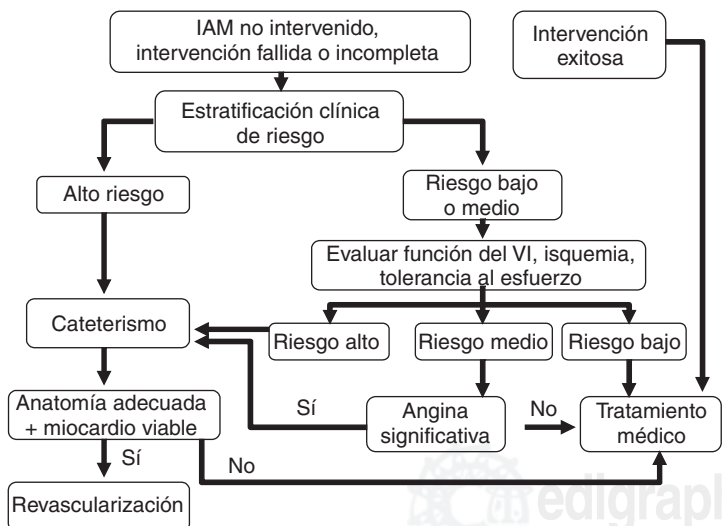 IAM no intervenido,
intervención fallida o incompleta
Intervención
exitosa
Estratificación clínica
de riesgo
Alto riesgo
Riesgo bajo
o medio
Evaluar función del VI, isquemia,
tolerancia al esfuerzo
Cateterismo
Riesgo alto
Riesgo medio
Riesgo bajo
Anatomía adecuada
+ miocardio viable
Sí
Angina
significativa
No
Tratamiento
médico
Sí
No
Revascularización
edigraph